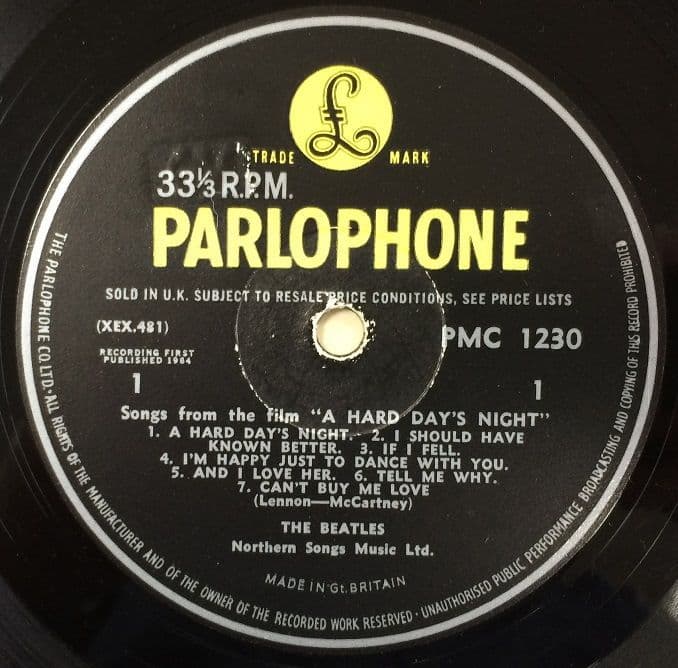 £
TRADE MARK
33⅓ R.P.M.
PARLOPHONE
SOLD IN U.K. SUBJECT TO RESALE PRICE CONDITIONS, SEE PRICE LISTS
(XEX.481)
PMC 1230
RECORDING FIRST
PUBLISHED 1964
1
1
Songs from the film "A HARD DAY'S NIGHT"
1. A HARD DAY'S NIGHT. 2. I SHOULD HAVE
KNOWN BETTER. 3. IF I FELL.
4. I'M HAPPY JUST TO DANCE WITH YOU.
5. AND I LOVE HER. 6. TELL ME WHY.
7. CAN'T BUY ME LOVE
(Lennon—McCartney)
THE BEATLES
Northern Songs Music Ltd.
MADE IN Gt. BRITAIN
THE PARLOPHONE CO. LTD. · ALL RIGHTS OF THE MANUFACTURER AND OF THE OWNER OF THE RECORDED WORK RESERVED · UNAUTHORISED PUBLIC PERFORMANCE BROADCASTING AND COPYING OF THIS RECORD PROHIBITED